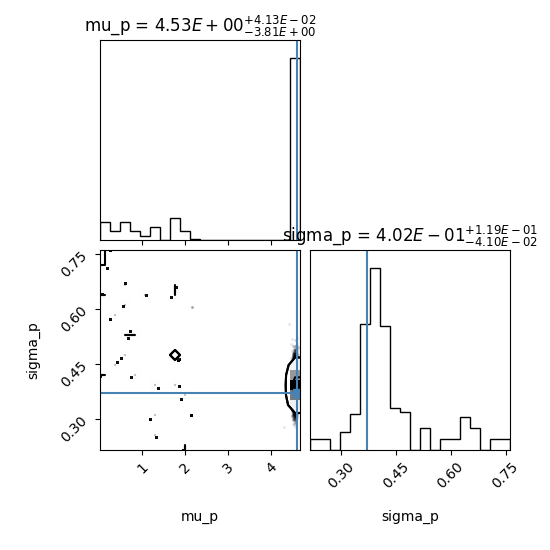 mu_p = 4.53E + 00^{+4.13E−02}_{−3.81E+00}
sigma_p = 4.02E − 01^{+1.19E−01}_{−4.10E−02}
0.75
0.60
0.45
0.30
sigma_p
1 2 3 4
0.30 0.45 0.60 0.75
mu_p
sigma_p